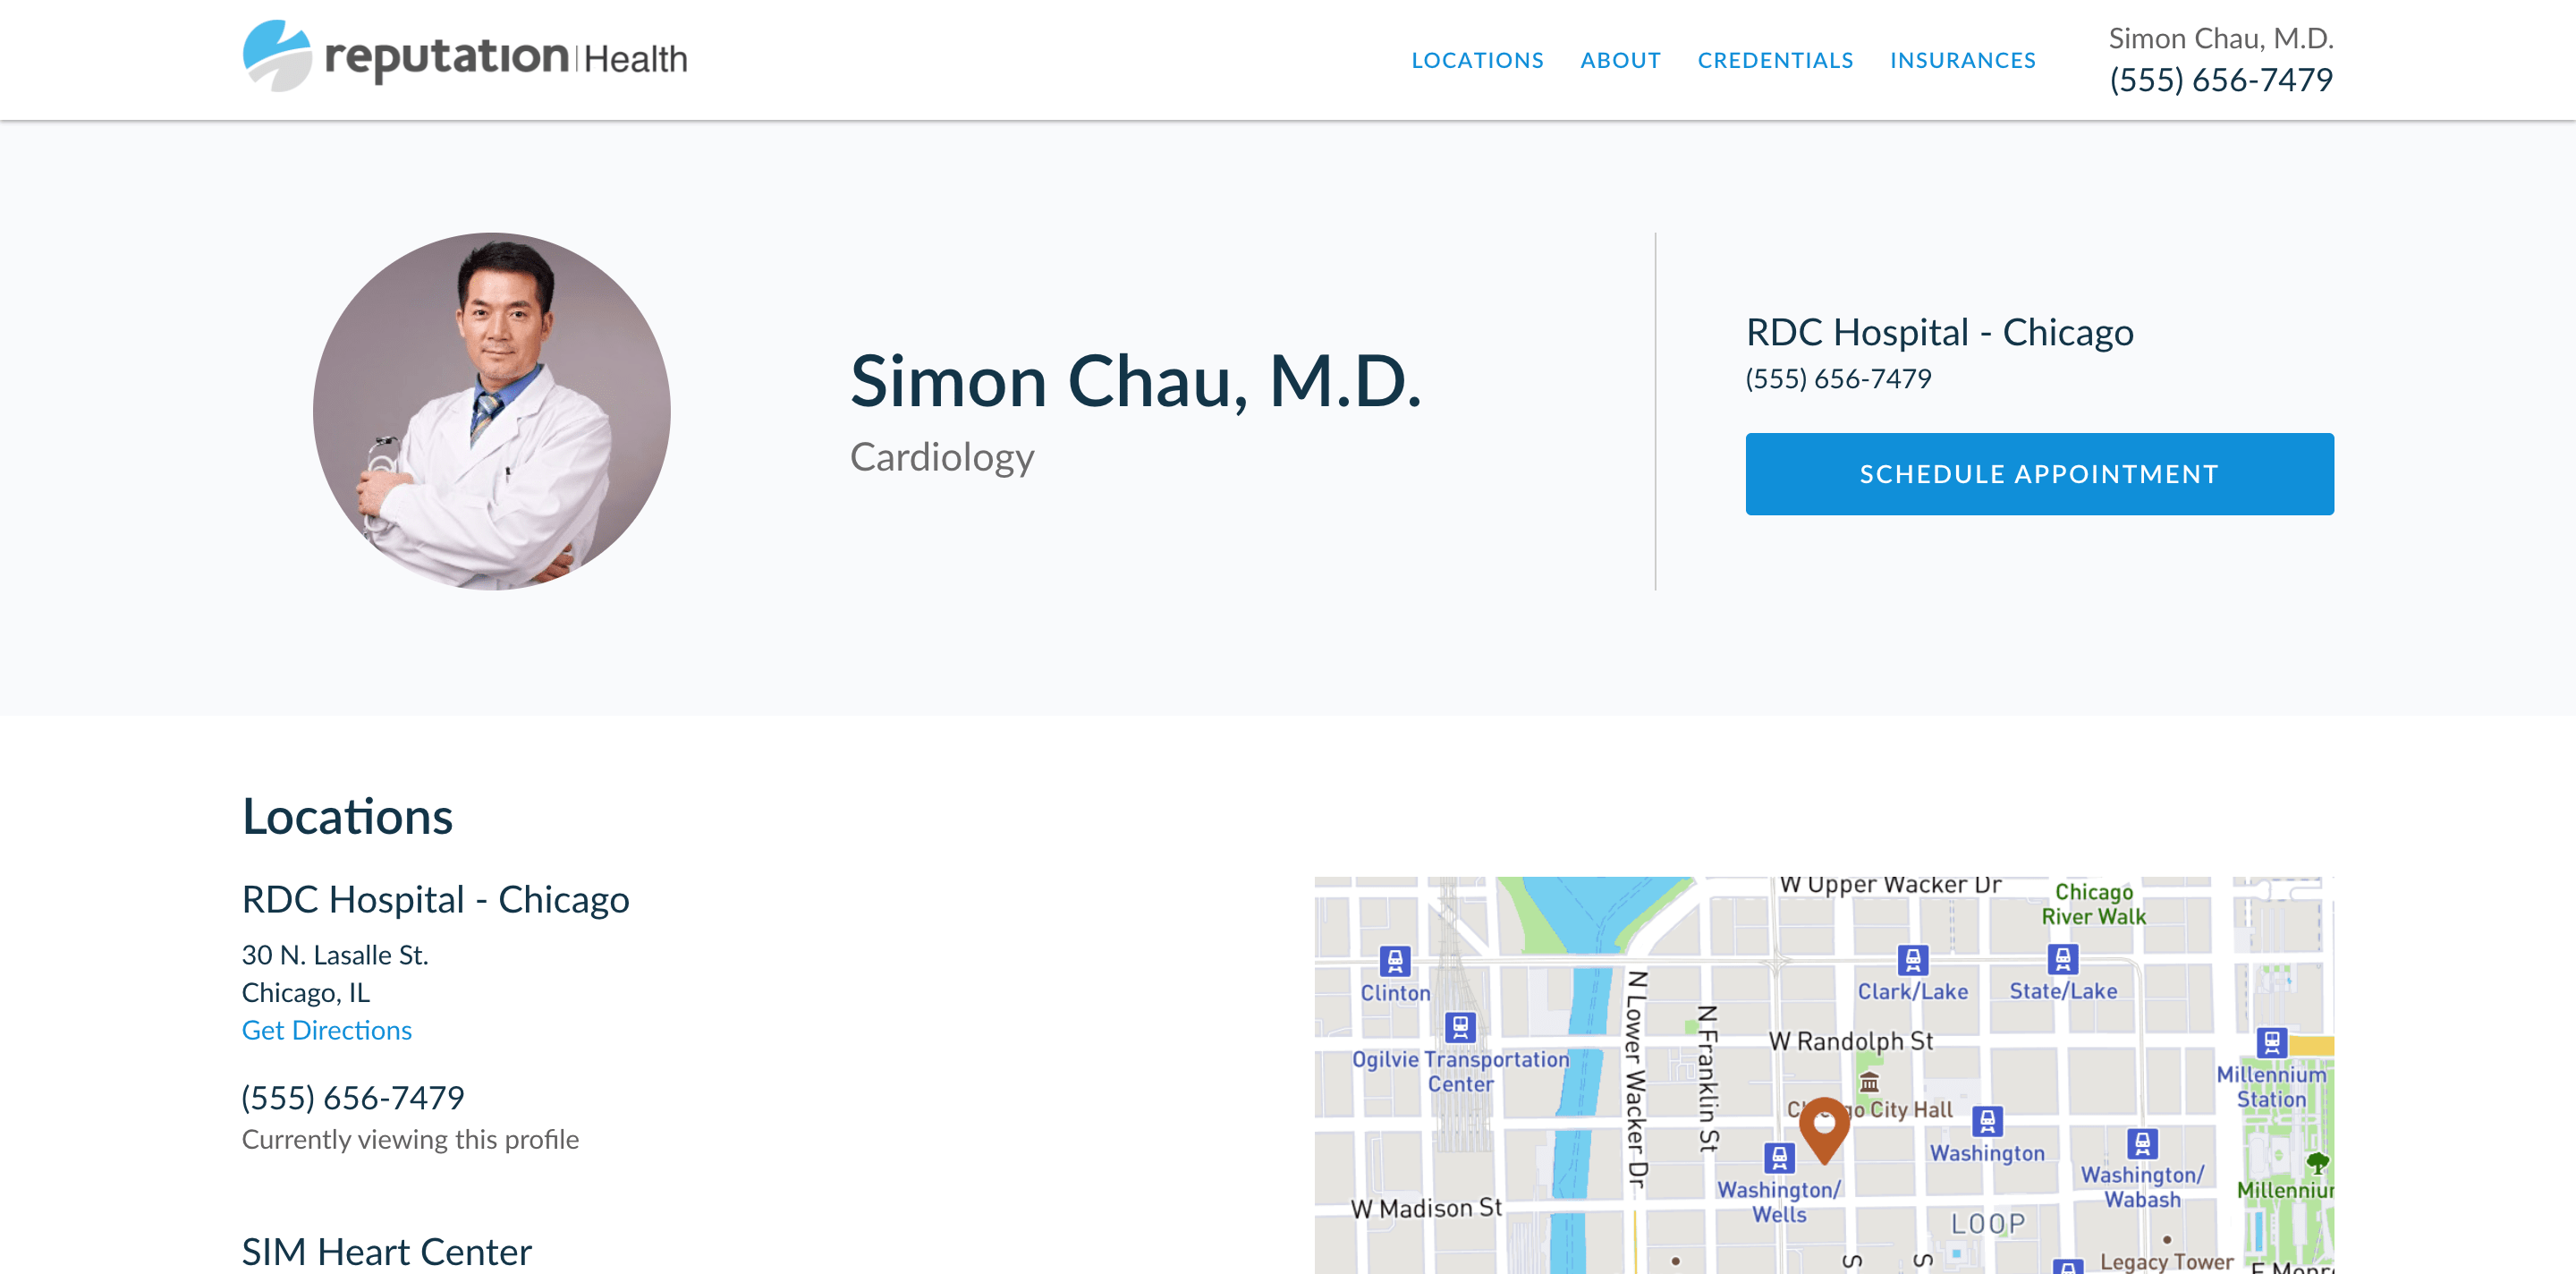 reputation | Health
LOCATIONS
ABOUT
CREDENTIALS
INSURANCES
Simon Chau, M.D.
(555) 656-7479
Simon Chau, M.D.
Cardiology
RDC Hospital - Chicago
(555) 656-7479
SCHEDULE APPOINTMENT
Locations
RDC Hospital - Chicago
30 N. Lasalle St.
Chicago, IL
Get Directions
(555) 656-7479
Currently viewing this profile
SIM Heart Center
W Upper Wacker Dr
Chicago
River Walk
Clinton
Clark/Lake
State/Lake
N Lower Wacker Dr
N Franklin St
W Randolph St
Ogilvie Transportation
Center
Millennium
Station
City Hall
Washington
Washington/
Wells
Washington/
Wabash
W Madison St
LOOP
S
S
Legacy Tower